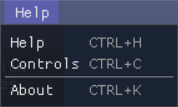 Help
Help CTRL+H
Controls CTRL+C
About CTRL+K